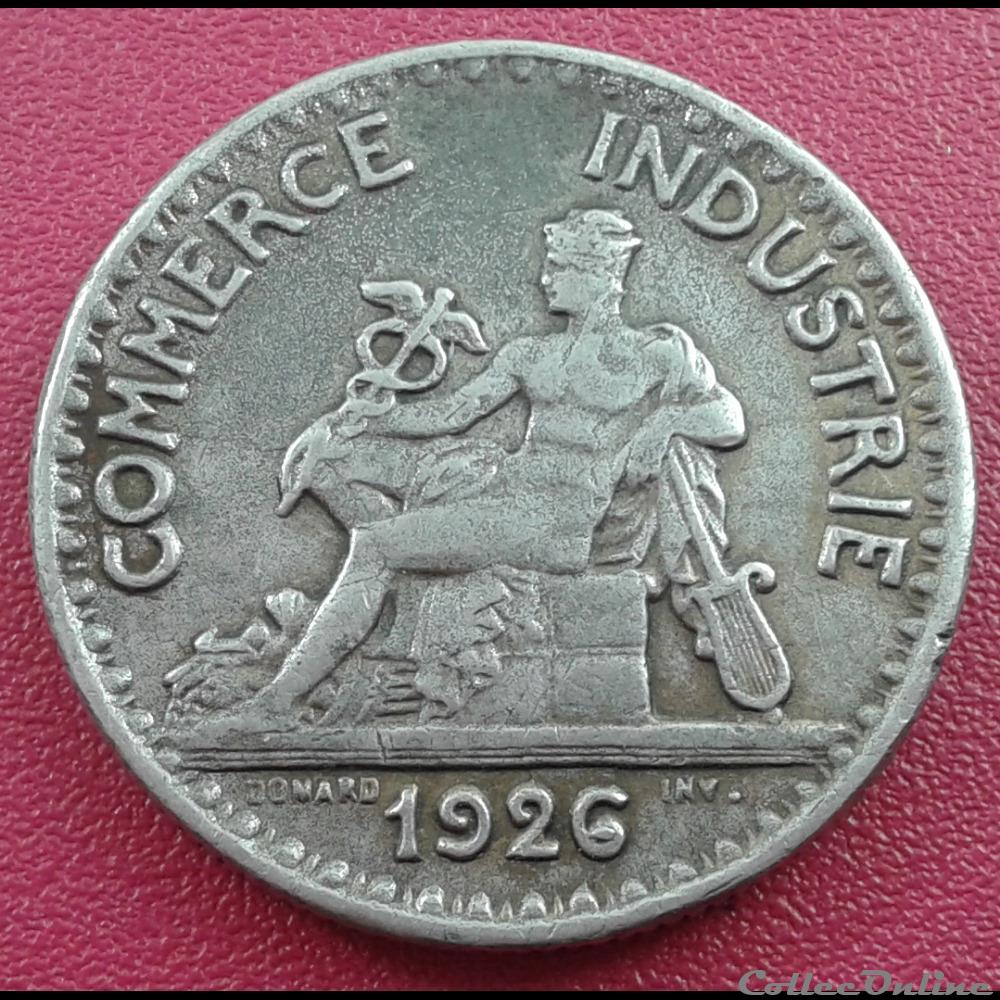 COMMERCE INDUSTRIE
DOMARD INV.
1926
CollecOnline